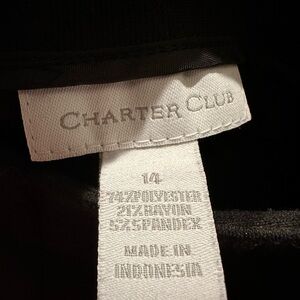 CHARTER CLUB
14
74%POLYESTER
21%RAYON
5%SPANDEX
MADE IN
INDONESIA